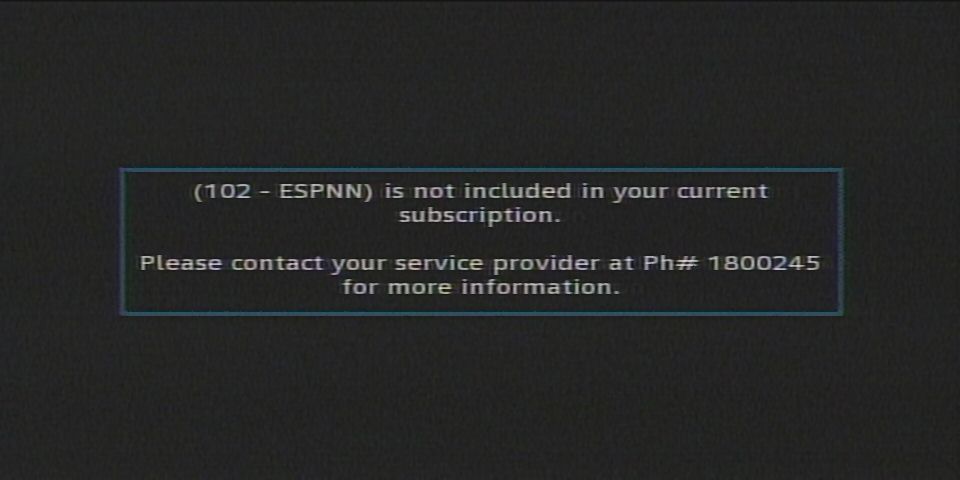 (102 - ESPNN) is not included in your current
subscription.
Please contact your service provider at Ph# 1800245
for more information.